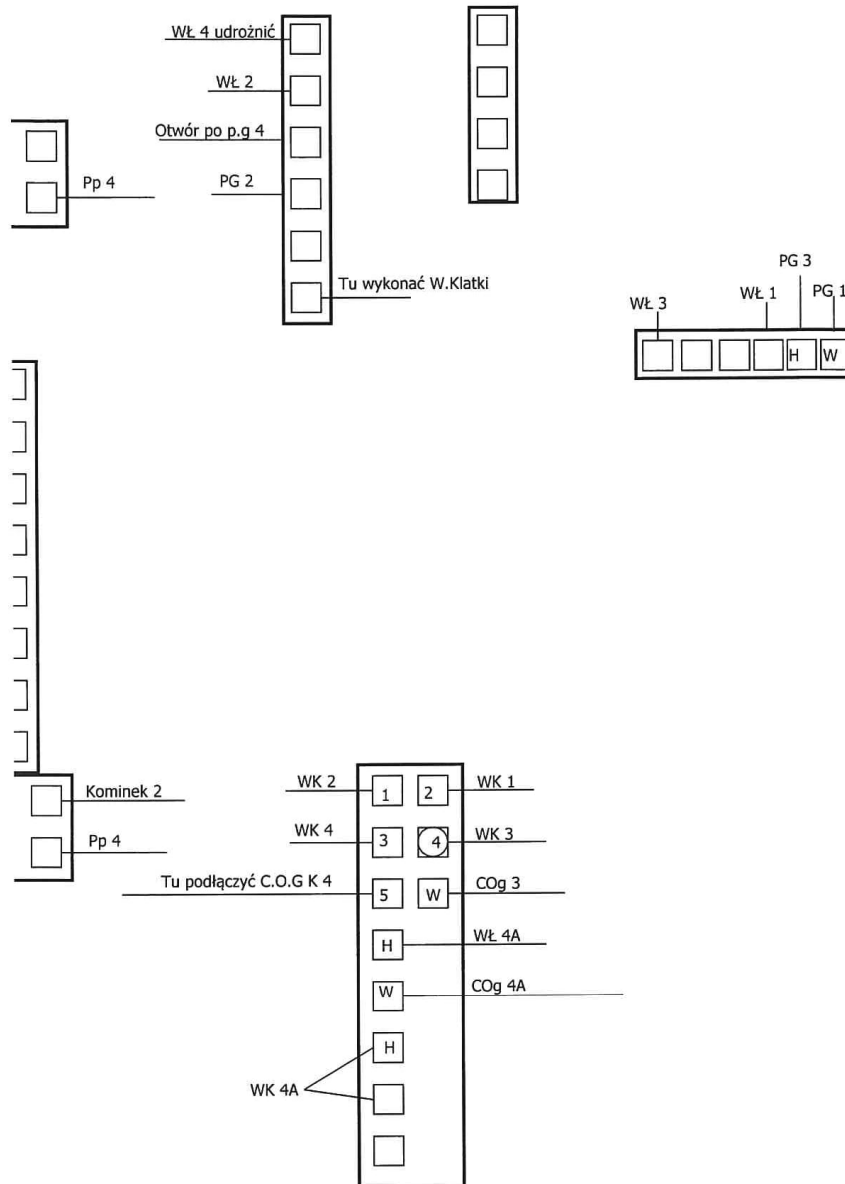 WŁ 4 udrożnić
WŁ 2
Otwór po p.g 4
Pp 4
PG 2
Tu wykonać W.Klatki
PG 3
WŁ 3
WŁ 1
PG 1
H
W
Kominek 2
Pp 4
WK 2
1
2
WK 1
WK 4
3
4
WK 3
Tu podłączyć C.O.G K 4
5
W
COg 3
H
WŁ 4A
W
COg 4A
H
WK 4A